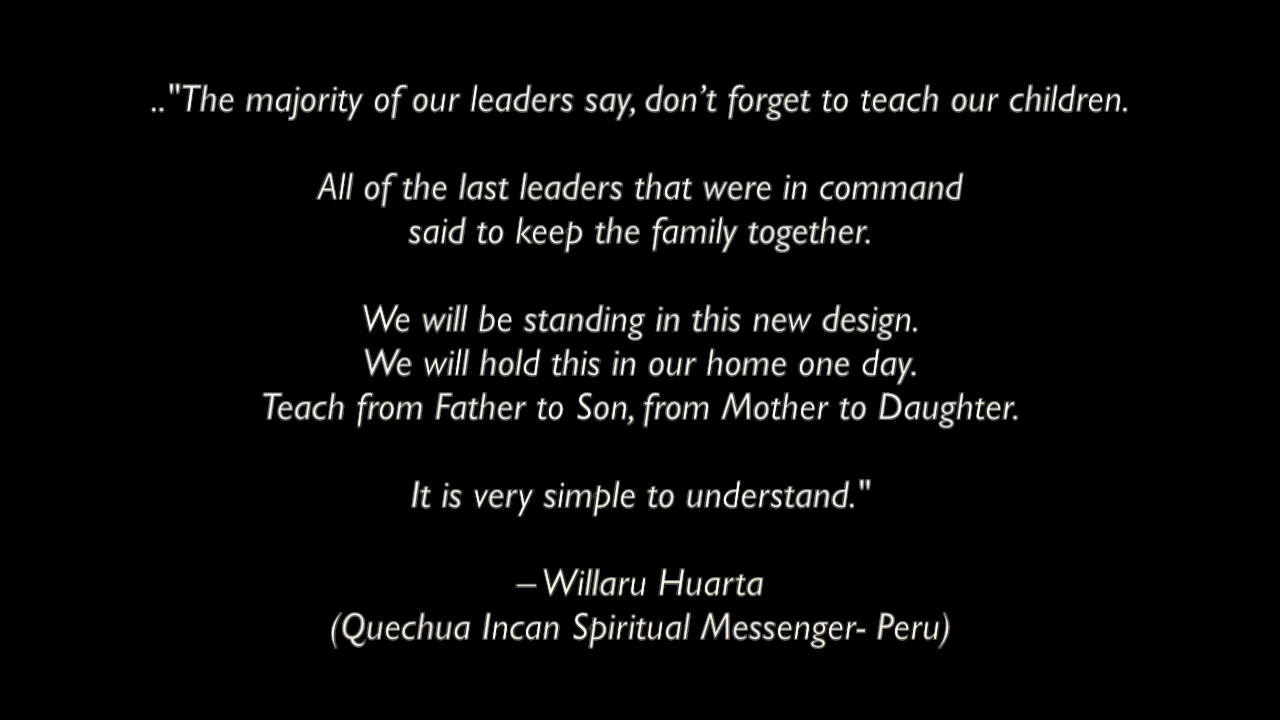 .."The majority of our leaders say, don’t forget to teach our children.
All of the last leaders that were in command
said to keep the family together.
We will be standing in this new design.
We will hold this in our home one day.
Teach from Father to Son, from Mother to Daughter.
It is very simple to understand."
– Willaru Huarta
(Quechua Incan Spiritual Messenger- Peru)